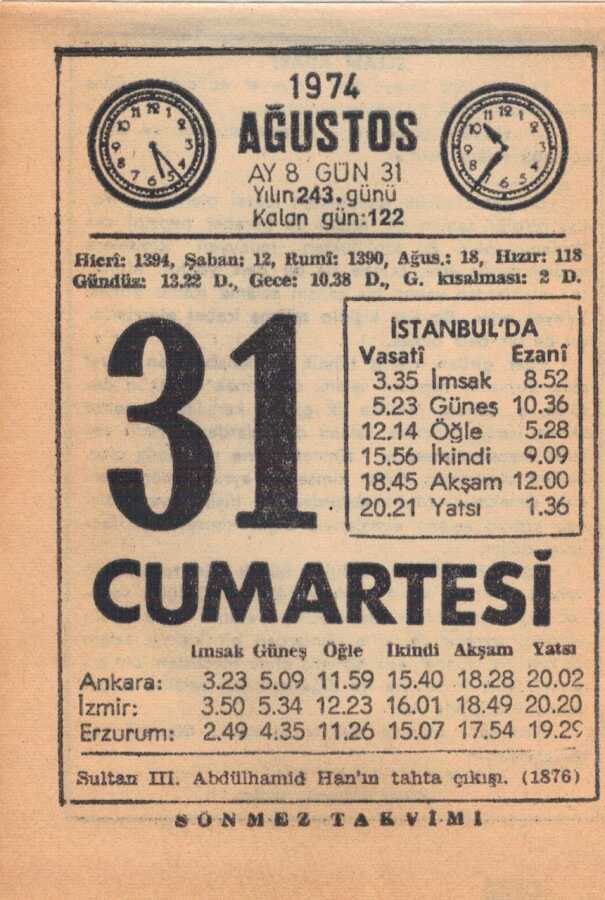 1974
AĞUSTOS
AY 8 GÜN 31
Yılın 243. günü
Kalan gün: 122
Hicrî: 1394, Şaban: 12, Rumî: 1390, Ağus.: 18, Hızır: 118
Gündüz: 13.22 D., Gece: 10.38 D., G. kısalması: 2 D.
31
İSTANBUL'DA
Vasatî Ezanî
3.35 İmsak 8.52
5.23 Güneş 10.36
12.14 Öğle 5.28
15.56 İkindi 9.09
18.45 Akşam 12.00
20.21 Yatsı 1.36
CUMARTESİ
İmsak Güneş Öğle İkindi Akşam Yatsı
Ankara: 3.23 5.09 11.59 15.40 18.28 20.02
İzmir: 3.50 5.34 12.23 16.01 18.49 20.20
Erzurum: 2.49 4.35 11.26 15.07 17.54 19.29
Sultan III. Abdülhamid Han'ın tahta çıkışı. (1876)
SÖNMEZ TAKVİMİ